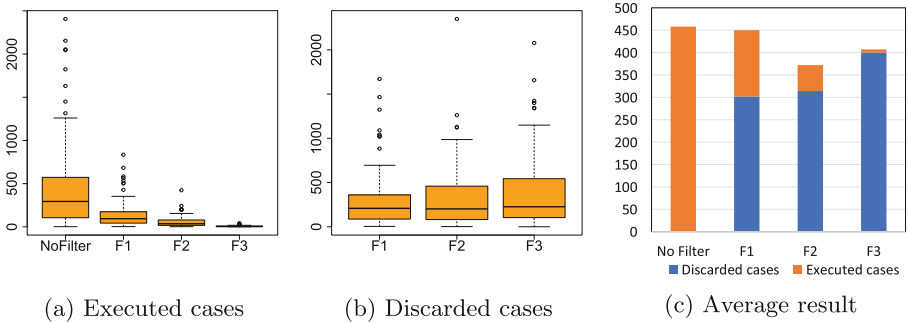 2000
1000
500
0
NoFilter F1 F2 F3
(a) Executed cases
2000
1000
500
0
F1 F2 F3
(b) Discarded cases
500
450
400
350
300
250
200
150
100
50
0
No Filter F1 F2 F3
Discarded cases Executed cases
(c) Average result